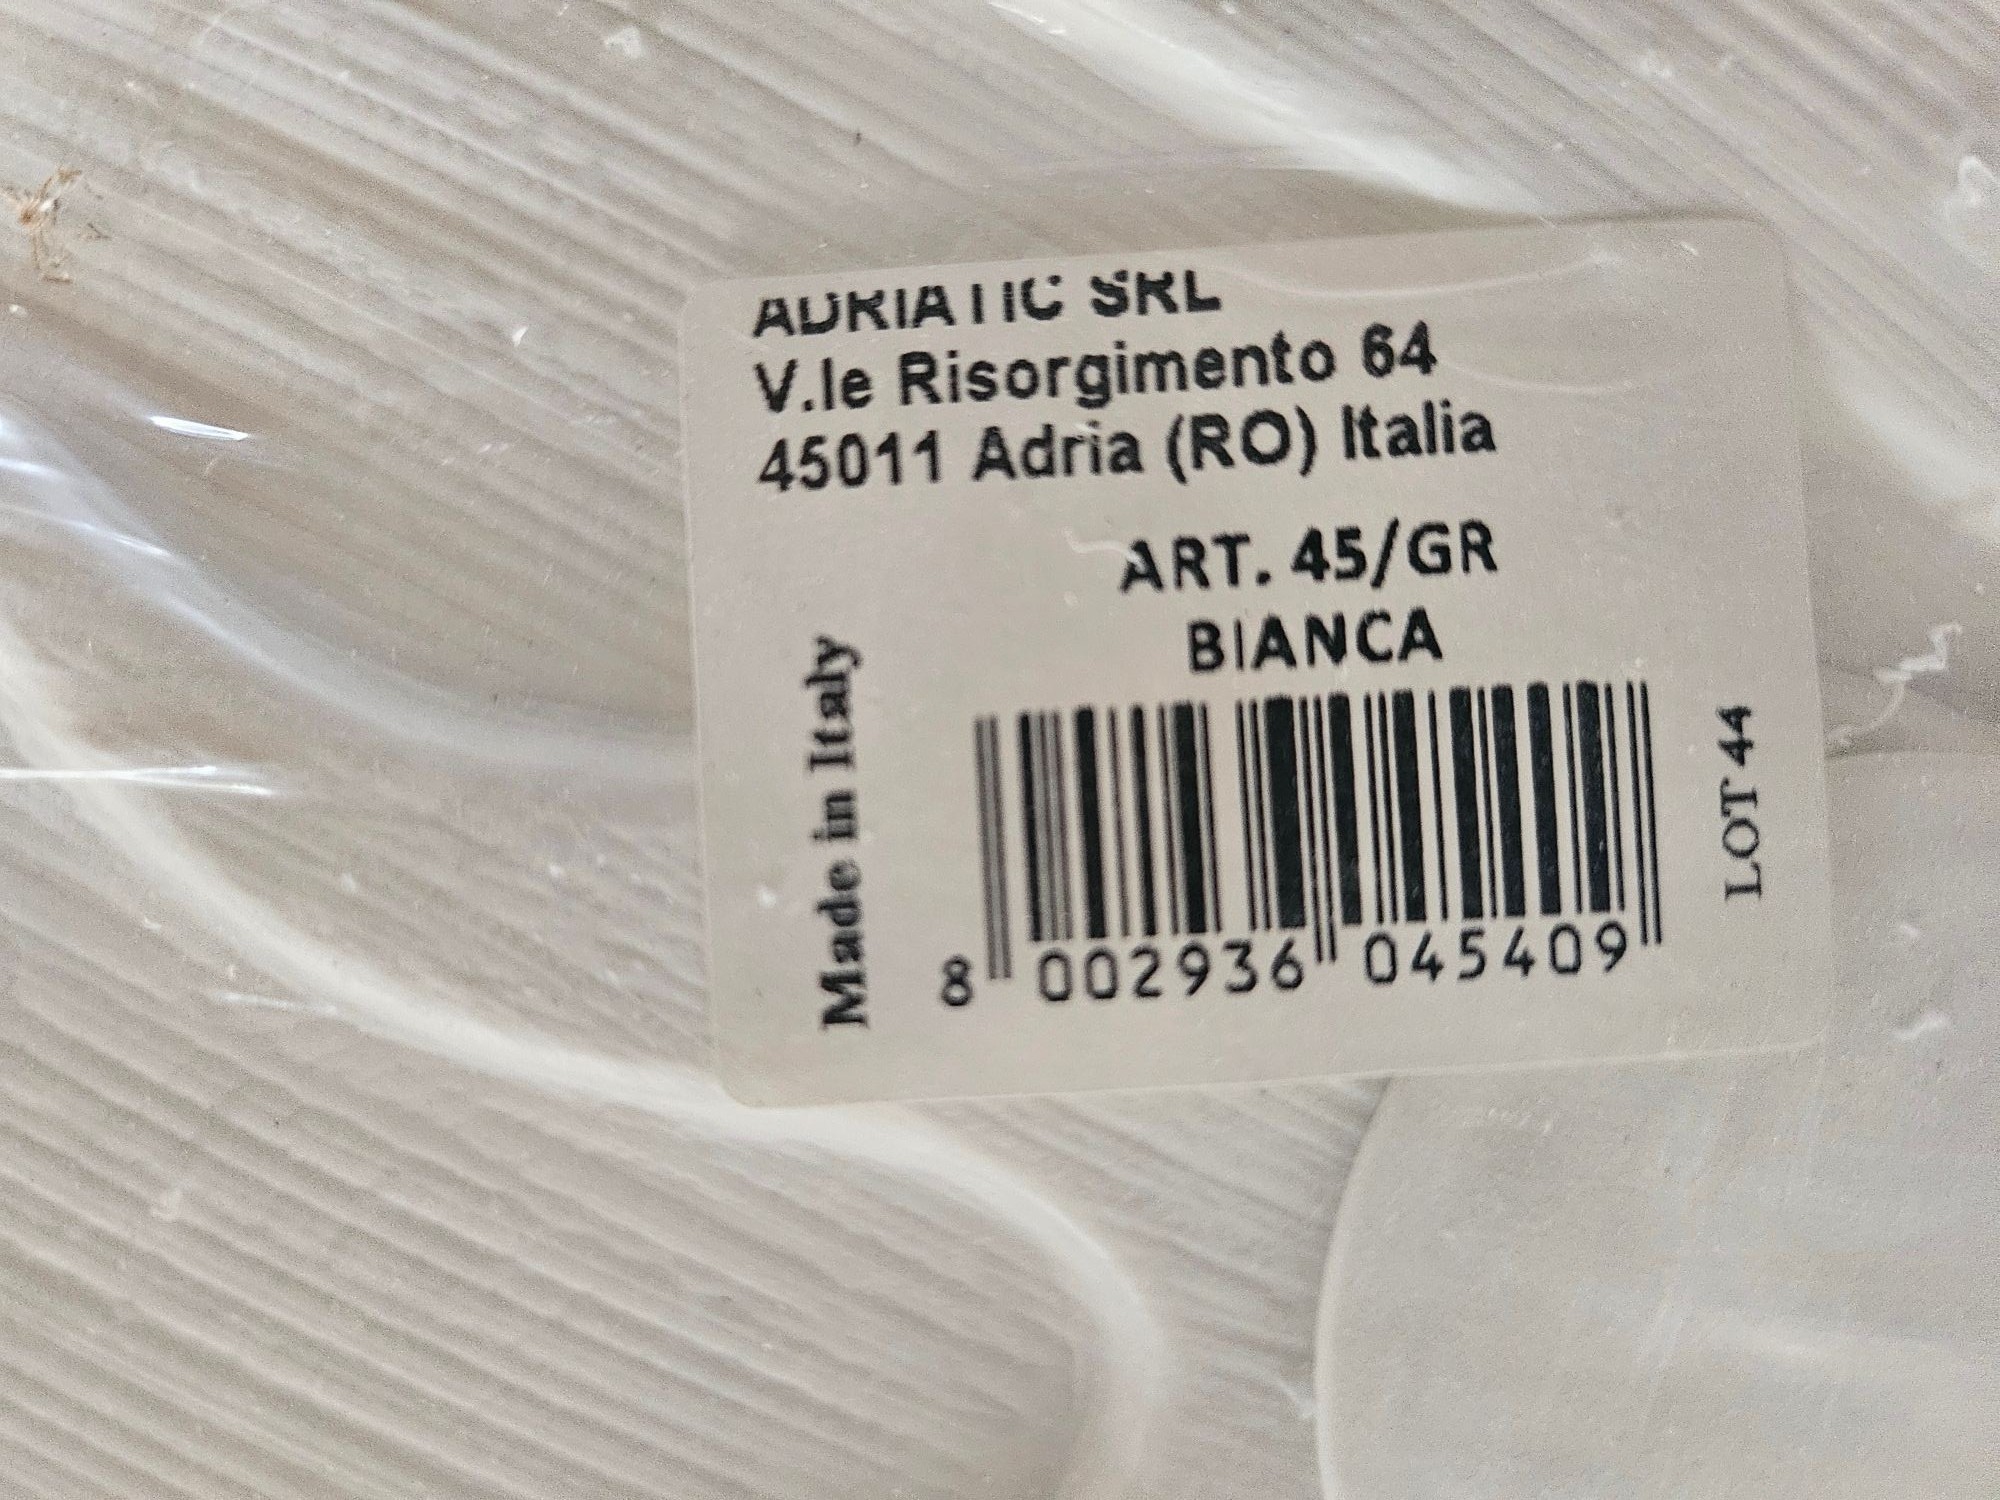 ADRIATIC SRL
V.le Risorgimento 64
45011 Adria (RO) Italia
ART. 45/GR
BIANCA
Made in Italy
LOT 44
8 002936 045409